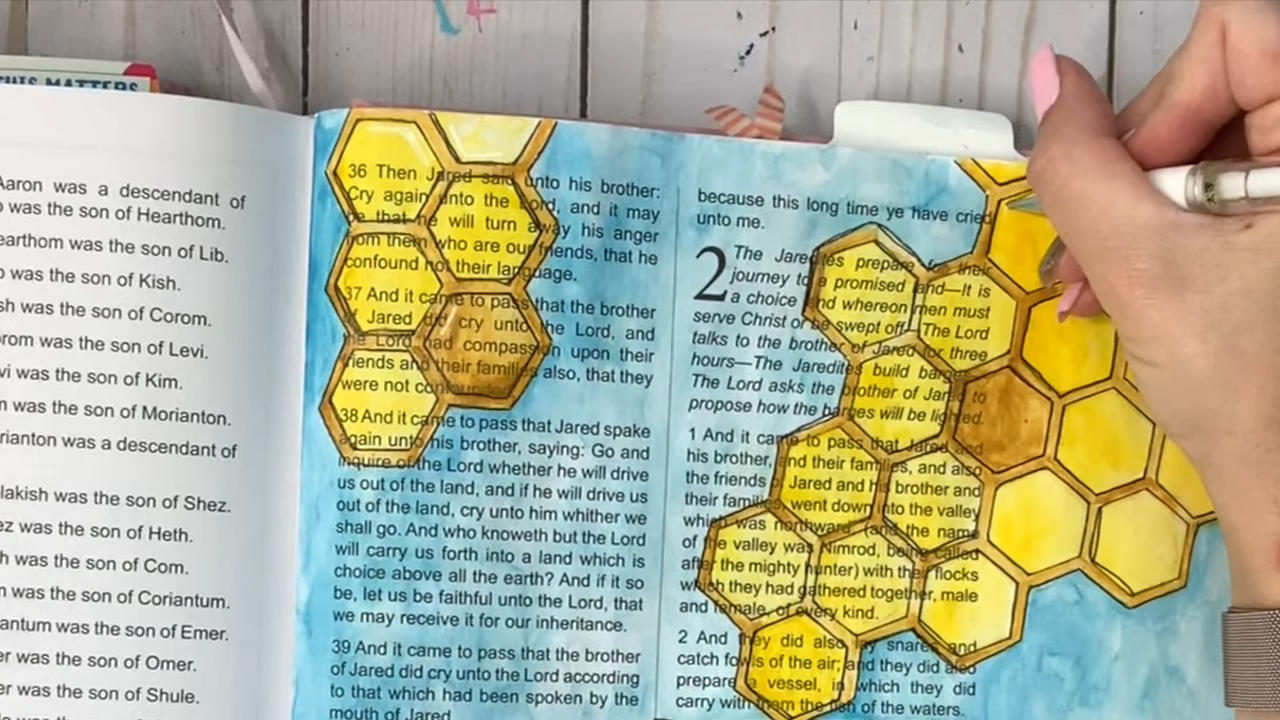 THIS MATTERS
Aaron was a descendant of
was the son of Hearthom.
earthom was the son of Lib.
was the son of Kish.
sh was the son of Corom.
rom was the son of Levi.
vi was the son of Kim.
n was the son of Morianton.
rianton was a descendant of
lakish was the son of Shez.
ez was the son of Heth.
h was the son of Com.
n was the son of Coriantum.
antum was the son of Emer.
er was the son of Omer.
er was the son of Shule.
36 Then Jared said unto his brother:
Cry again unto the Lord, and it may
be that he will turn away his anger
from them who are our friends, that he
confound not their language.
37 And it came to pass that the brother
of Jared did cry unto the Lord, and
the Lord had compassion upon their
friends and their families also, that they
were not confounded.
38 And it came to pass that Jared spake
again unto his brother, saying: Go and
inquire of the Lord whether he will drive
us out of the land, and if he will drive us
out of the land, cry unto him whither we
shall go. And who knoweth but the Lord
will carry us forth into a land which is
choice above all the earth? And if it so
be, let us be faithful unto the Lord, that
we may receive it for our inheritance.
39 And it came to pass that the brother
of Jared did cry unto the Lord according
to that which had been spoken by the
mouth of Jared.
because this long time ye have cried
unto me.
2 The Jaredites prepare for their
journey to a promised land—It is
a choice land whereon men must
serve Christ or be swept off—The Lord
talks to the brother of Jared for three
hours—The Jaredites build barges—
The Lord asks the brother of Jared to
propose how the barges will be lighted.
1 And it came to pass that Jared and
his brother, and their families, and also
the friends of Jared and his brother and
their families, went down into the valley
which was northward, (and the name
of the valley was Nimrod, being called
after the mighty hunter) with their flocks
which they had gathered together, male
and female, of every kind.
2 And they did also lay snares and
catch fowls of the air; and they did also
prepare a vessel, in which they did
carry with them the fish of the waters.